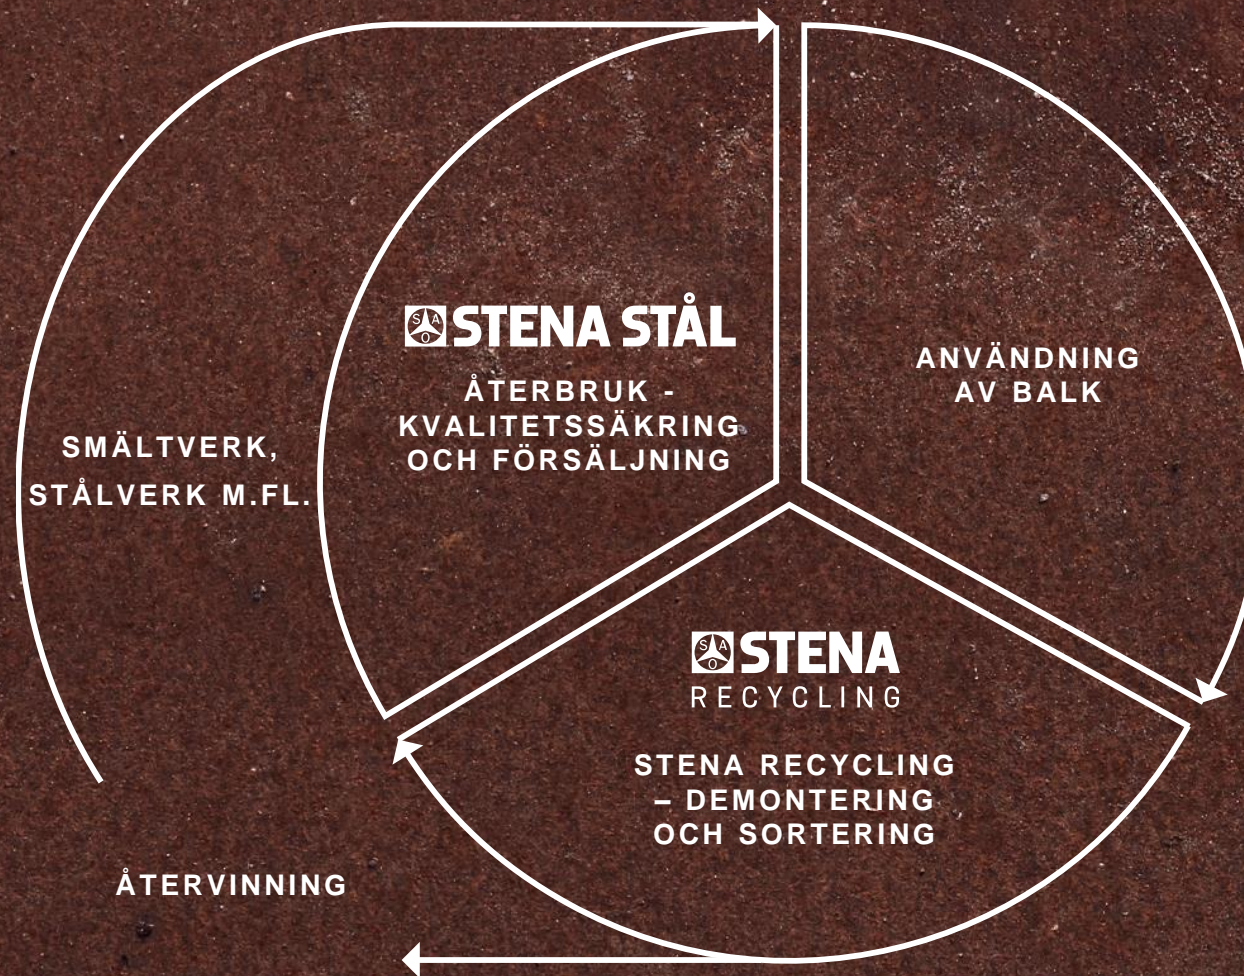 STENA STÅL
ÅTERBRUK -
KVALITETSSÄKRING
OCH FÖRSÄLJNING
ANVÄNDNING
AV BALK
SMÄLTVERK,
STÅLVERK M.FL.
STENA
RECYCLING
STENA RECYCLING
– DEMONTERING
OCH SORTERING
ÅTERVINNING